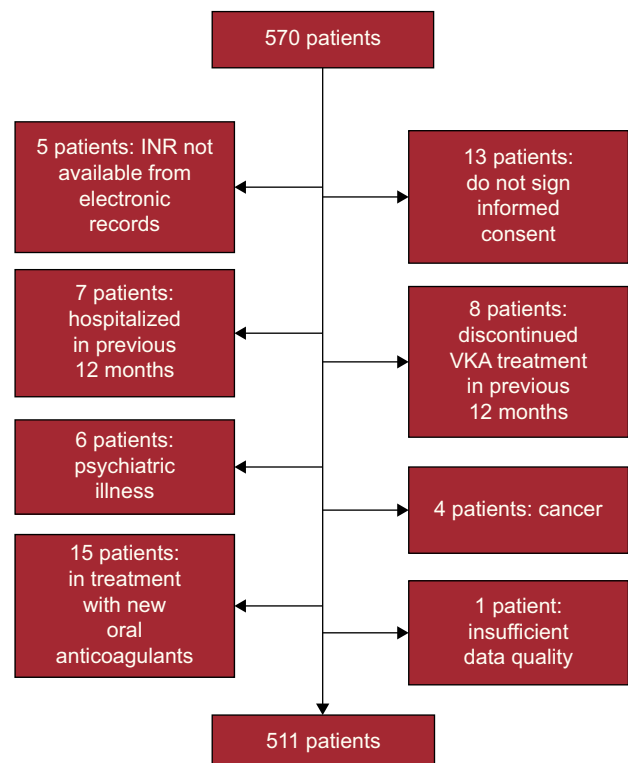 570 patients
5 patients: INR not
available from
electronic
records
13 patients:
do not sign
informed
consent
7 patients:
hospitalized
in previous
12 months
8 patients:
discontinued
VKA treatment
in previous
12 months
6 patients:
psychiatric
illness
4 patients: cancer
15 patients:
in treatment
with new
oral
anticoagulants
1 patient:
insufficient
data quality
511 patients